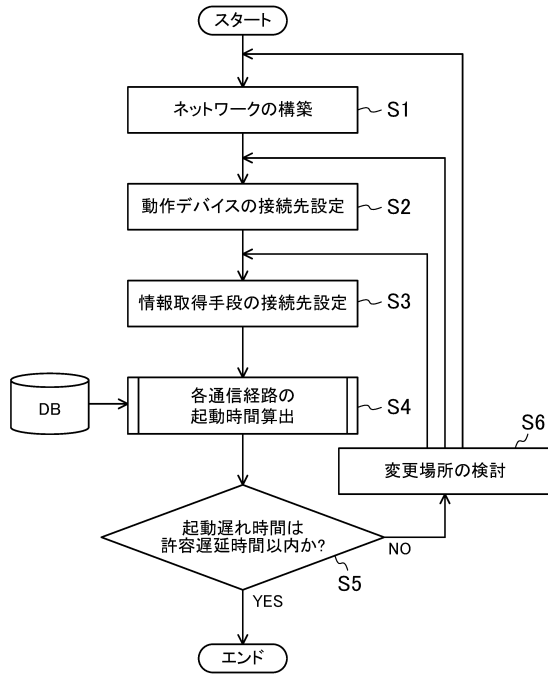 スタート
ネットワークの構築
S1
動作デバイスの接続先設定
S2
情報取得手段の接続先設定
S3
DB
各通信経路の
起動時間算出
S4
S6
変更場所の検討
起動遅れ時間は
許容遅延時間以内か?
NO
S5
YES
エンド